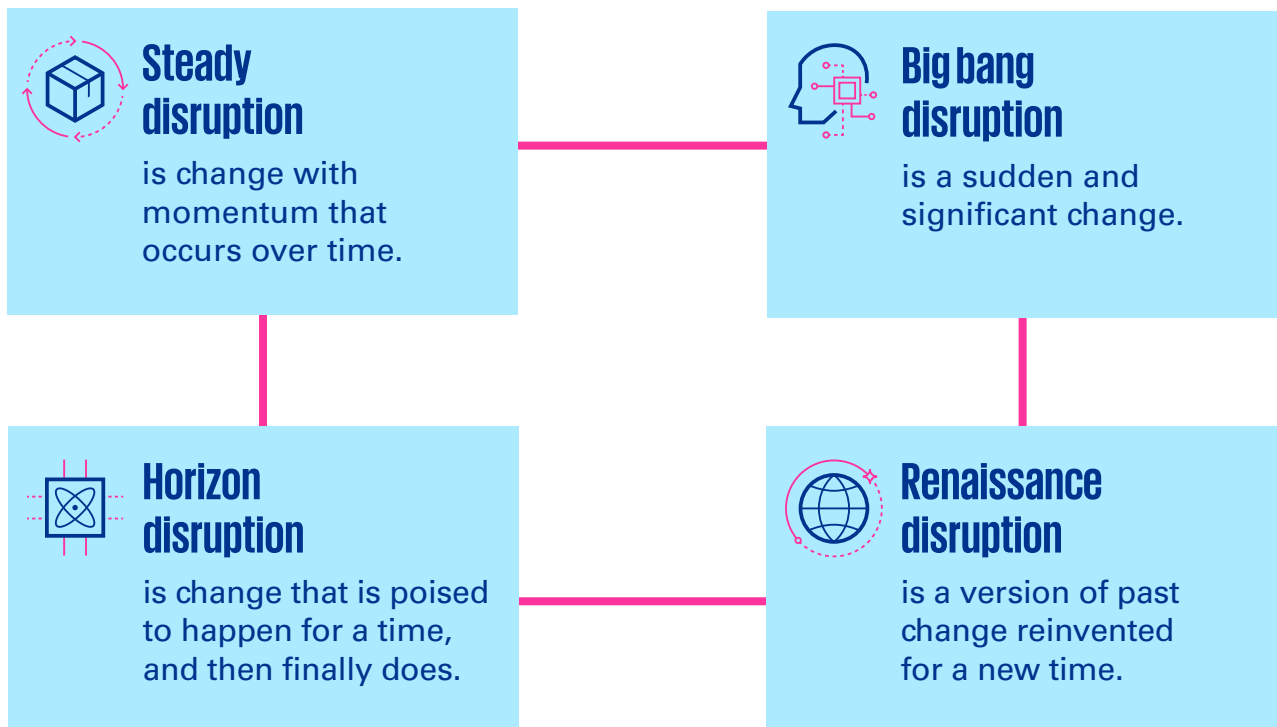 Steady
disruption
is change with
momentum that
occurs over time.
Big bang
disruption
is a sudden and
significant change.
Horizon
disruption
is change that is poised
to happen for a time,
and then finally does.
Renaissance
disruption
is a version of past
change reinvented
for a new time.